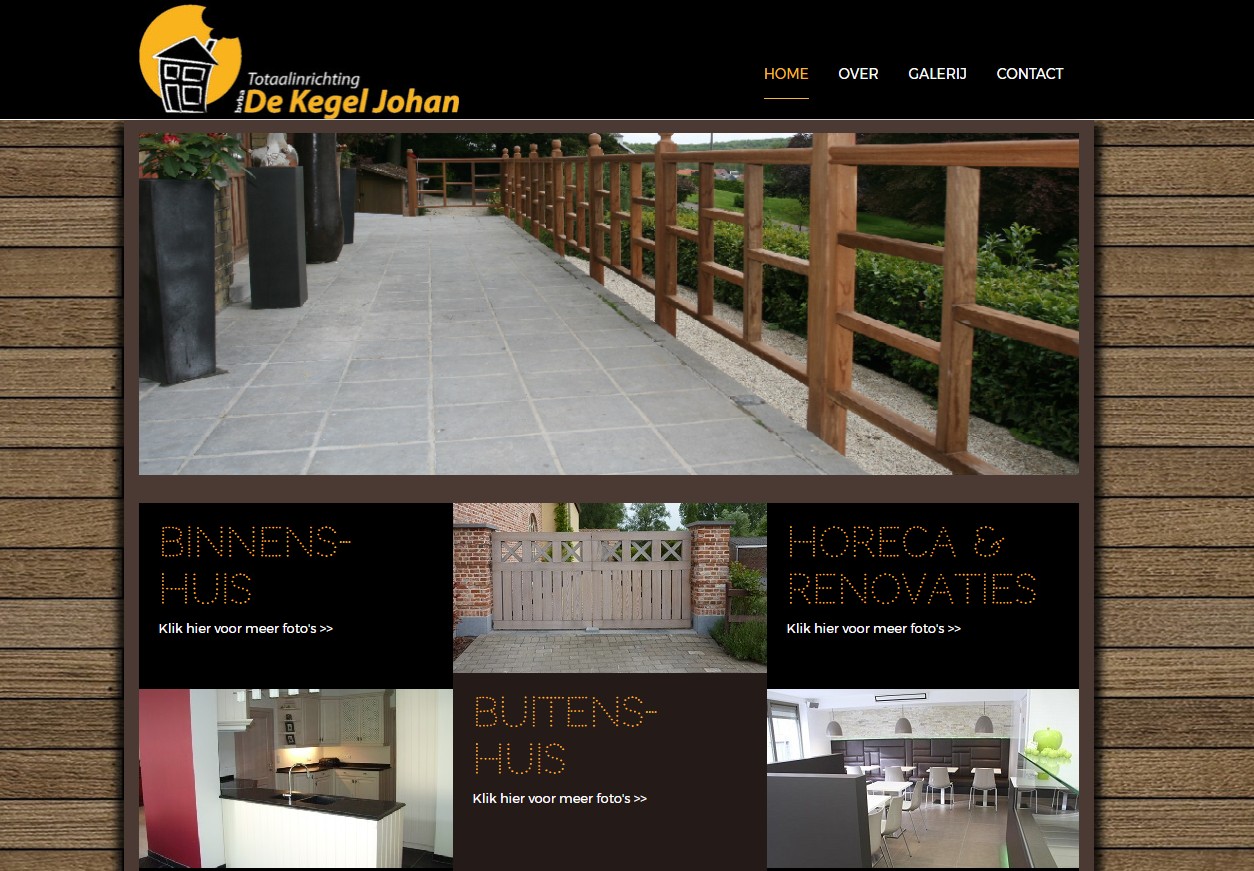 Totaalinrichting
bvba De Kegel Johan
HOME OVER GALERIJ CONTACT
BINNENS-
HUIS
Klik hier voor meer foto's >>
BUITENS-
HUIS
Klik hier voor meer foto's >>
HORECA &
RENOVATIES
Klik hier voor meer foto's >>